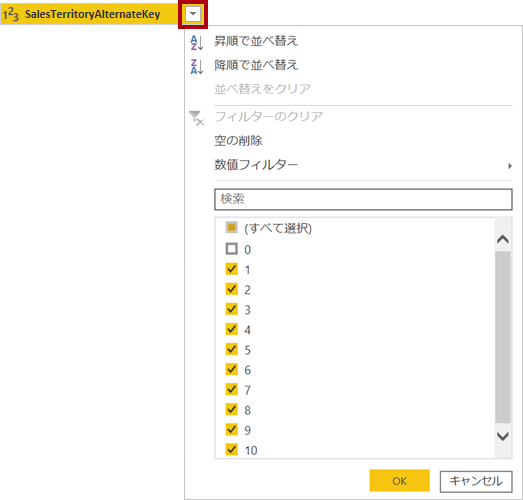 123 SalesTerritoryAlternateKey
昇順で並べ替え
降順で並べ替え
並べ替えをクリア
フィルターのクリア
空の削除
数値フィルター
検索
(すべて選択)
0
1
2
3
4
5
6
7
8
9
10
OK キャンセル